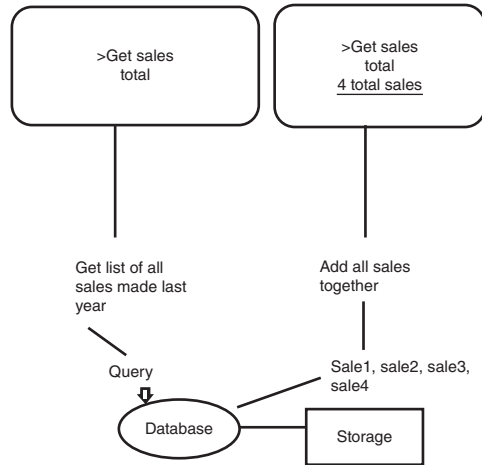 >Get sales
total
>Get sales
total
4 total sales
Get list of all
sales made last
year
Add all sales
together
Query
Sale1, sale2, sale3,
sale4
Database
Storage